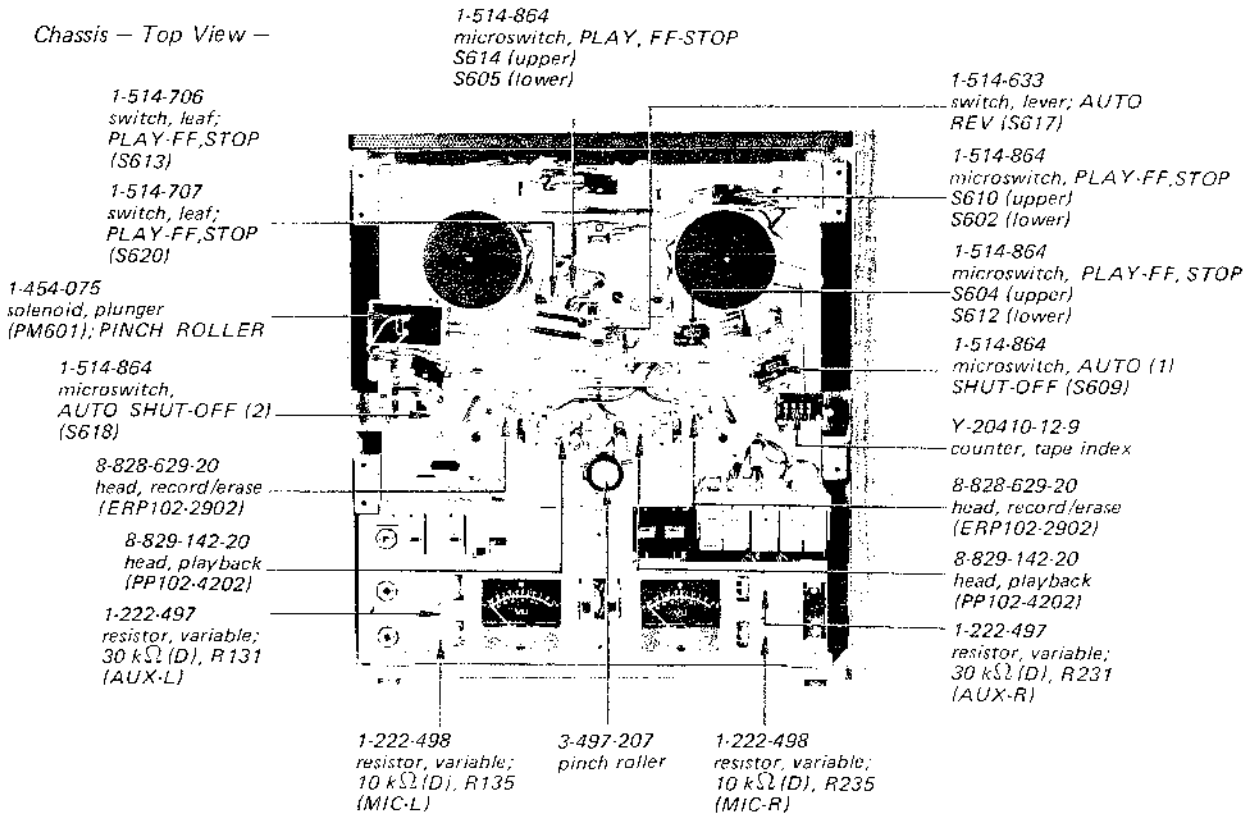 Chassis — Top View —
1-514-864
microswitch, PLAY, FF-STOP
S614 (upper)
S605 (lower)
1-514-706
switch, leaf;
PLAY-FF,STOP
(S613)
1-514-707
switch, leaf;
PLAY-FF,STOP
(S620)
1-454-075
solenoid, plunger
(PM601); PINCH ROLLER
1-514-864
microswitch,
AUTO SHUT-OFF (2)
(S618)
8-828-629-20
head, record/erase
(ERP102-2902)
8-829-142-20
head, playback
(PP102-4202)
1-222-497
resistor, variable;
30 kΩ (D), R131
(AUX-L)
1-514-633
switch, lever; AUTO
REV (S617)
1-514-864
microswitch, PLAY-FF,STOP
S610 (upper)
S602 (lower)
1-514-864
microswitch, PLAY-FF, STOP
S604 (upper)
S612 (lower)
1-514-864
microswitch, AUTO (1)
SHUT-OFF (S609)
Y-20410-12-9
counter, tape index
8-828-629-20
head, record/erase
(ERP102-2902)
8-829-142-20
head, playback
(PP102-4202)
1-222-497
resistor, variable;
30 kΩ (D), R231
(AUX-R)
VU
VU
1-222-498
resistor, variable;
10 kΩ (D), R135
(MIC-L)
3-497-207
pinch roller
1-222-498
resistor, variable;
10 kΩ (D), R235
(MIC-R)